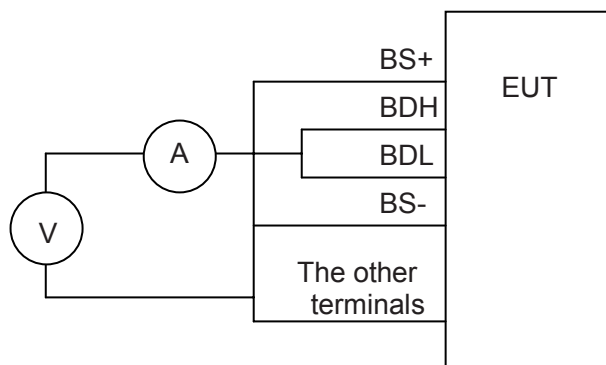 BS+
EUT
BDH
A
BDL
BS-
V
The other
terminals